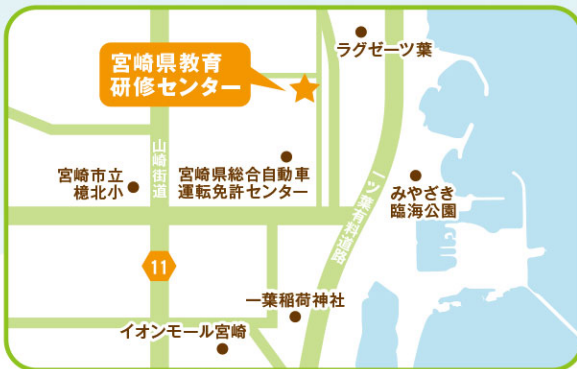 ラグゼーツ葉
宮崎県教育
研修センター
山崎街道
宮崎市立
檍北小
宮崎県総合自動車
運転免許センター
みやざき
臨海公園
一ツ葉有料道路
11
一葉稲荷神社
イオンモール宮崎